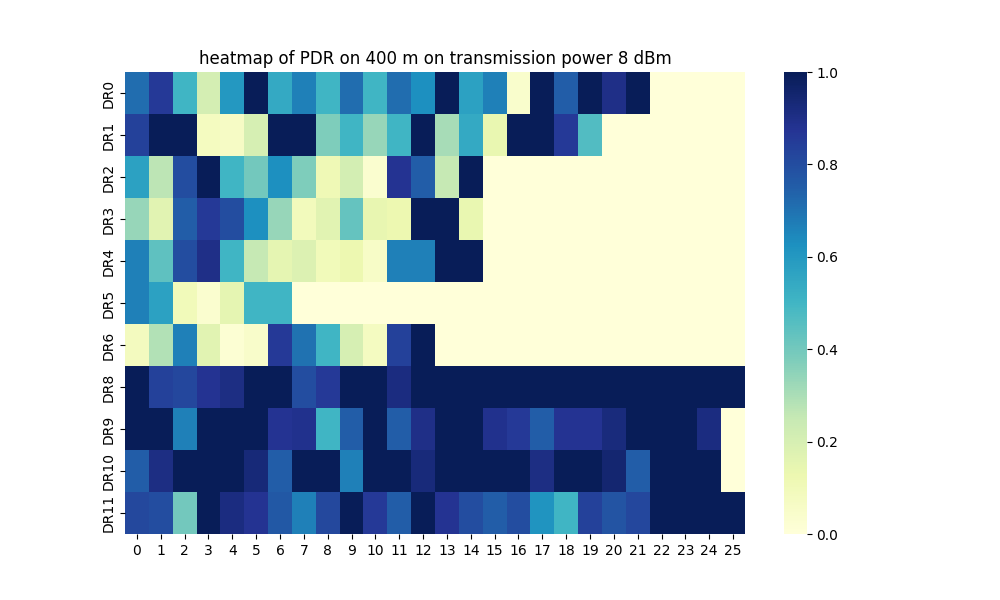 heatmap of PDR on 400 m on transmission power 8 dBm
DR0
DR1
DR2
DR3
DR4
DR5
DR6
DR8
DR9
DR10
DR11
0 1 2 3 4 5 6 7 8 9 10 11 12 13 14 15 16 17 18 19 20 21 22 23 24 25
1.0
0.8
0.6
0.4
0.2
0.0